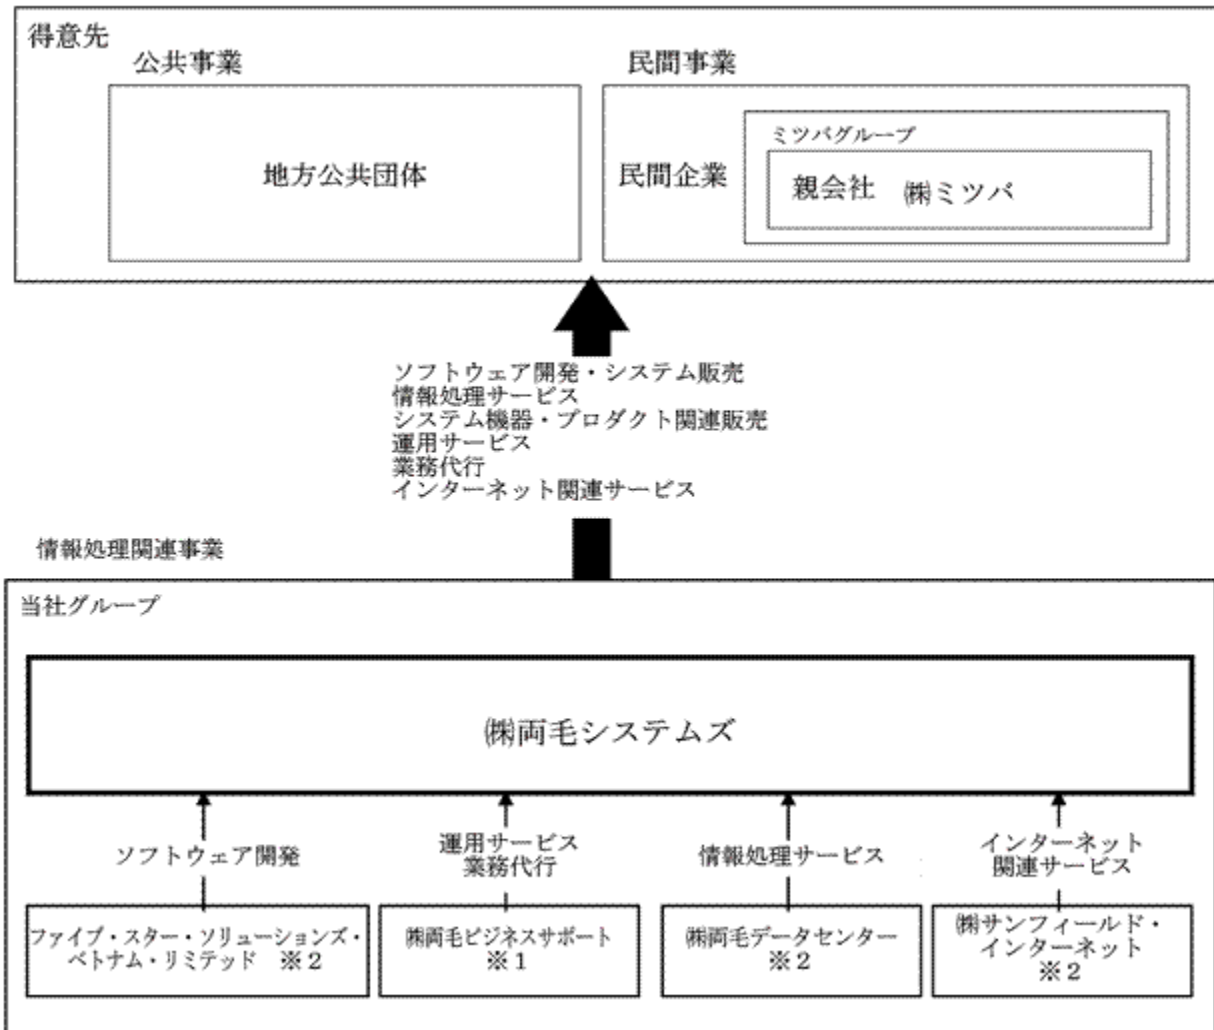 得意先
公共事業
民間事業
地方公共団体
民間企業
ミツバグループ
親会社 ㈱ミツバ
ソフトウェア開発・システム販売
情報処理サービス
システム機器・プロダクト関連販売
運用サービス
業務代行
インターネット関連サービス
情報処理関連事業
当社グループ
㈱両毛システムズ
ソフトウェア開発
運用サービス
業務代行
情報処理サービス
インターネット
関連サービス
ファイブ・スター・ソリューションズ・
ベトナム・リミテッド ※2
㈱両毛ビジネスサポート
※1
㈱両毛データセンター
※2
㈱サンフィールド・
インターネット
※2